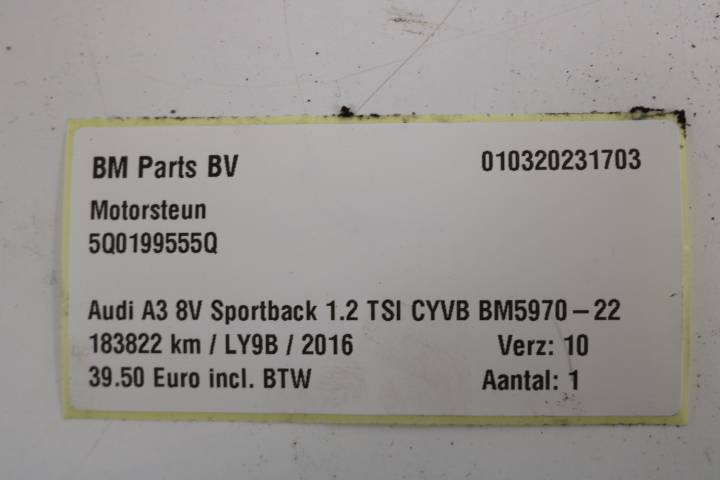 BM Parts BV 010320231703
Motorsteun
5Q0199555Q
Audi A3 8V Sportback 1.2 TSI CYVB BM5970-22
183822 km / LY9B / 2016 Verz: 10
39.50 Euro incl. BTW Aantal: 1